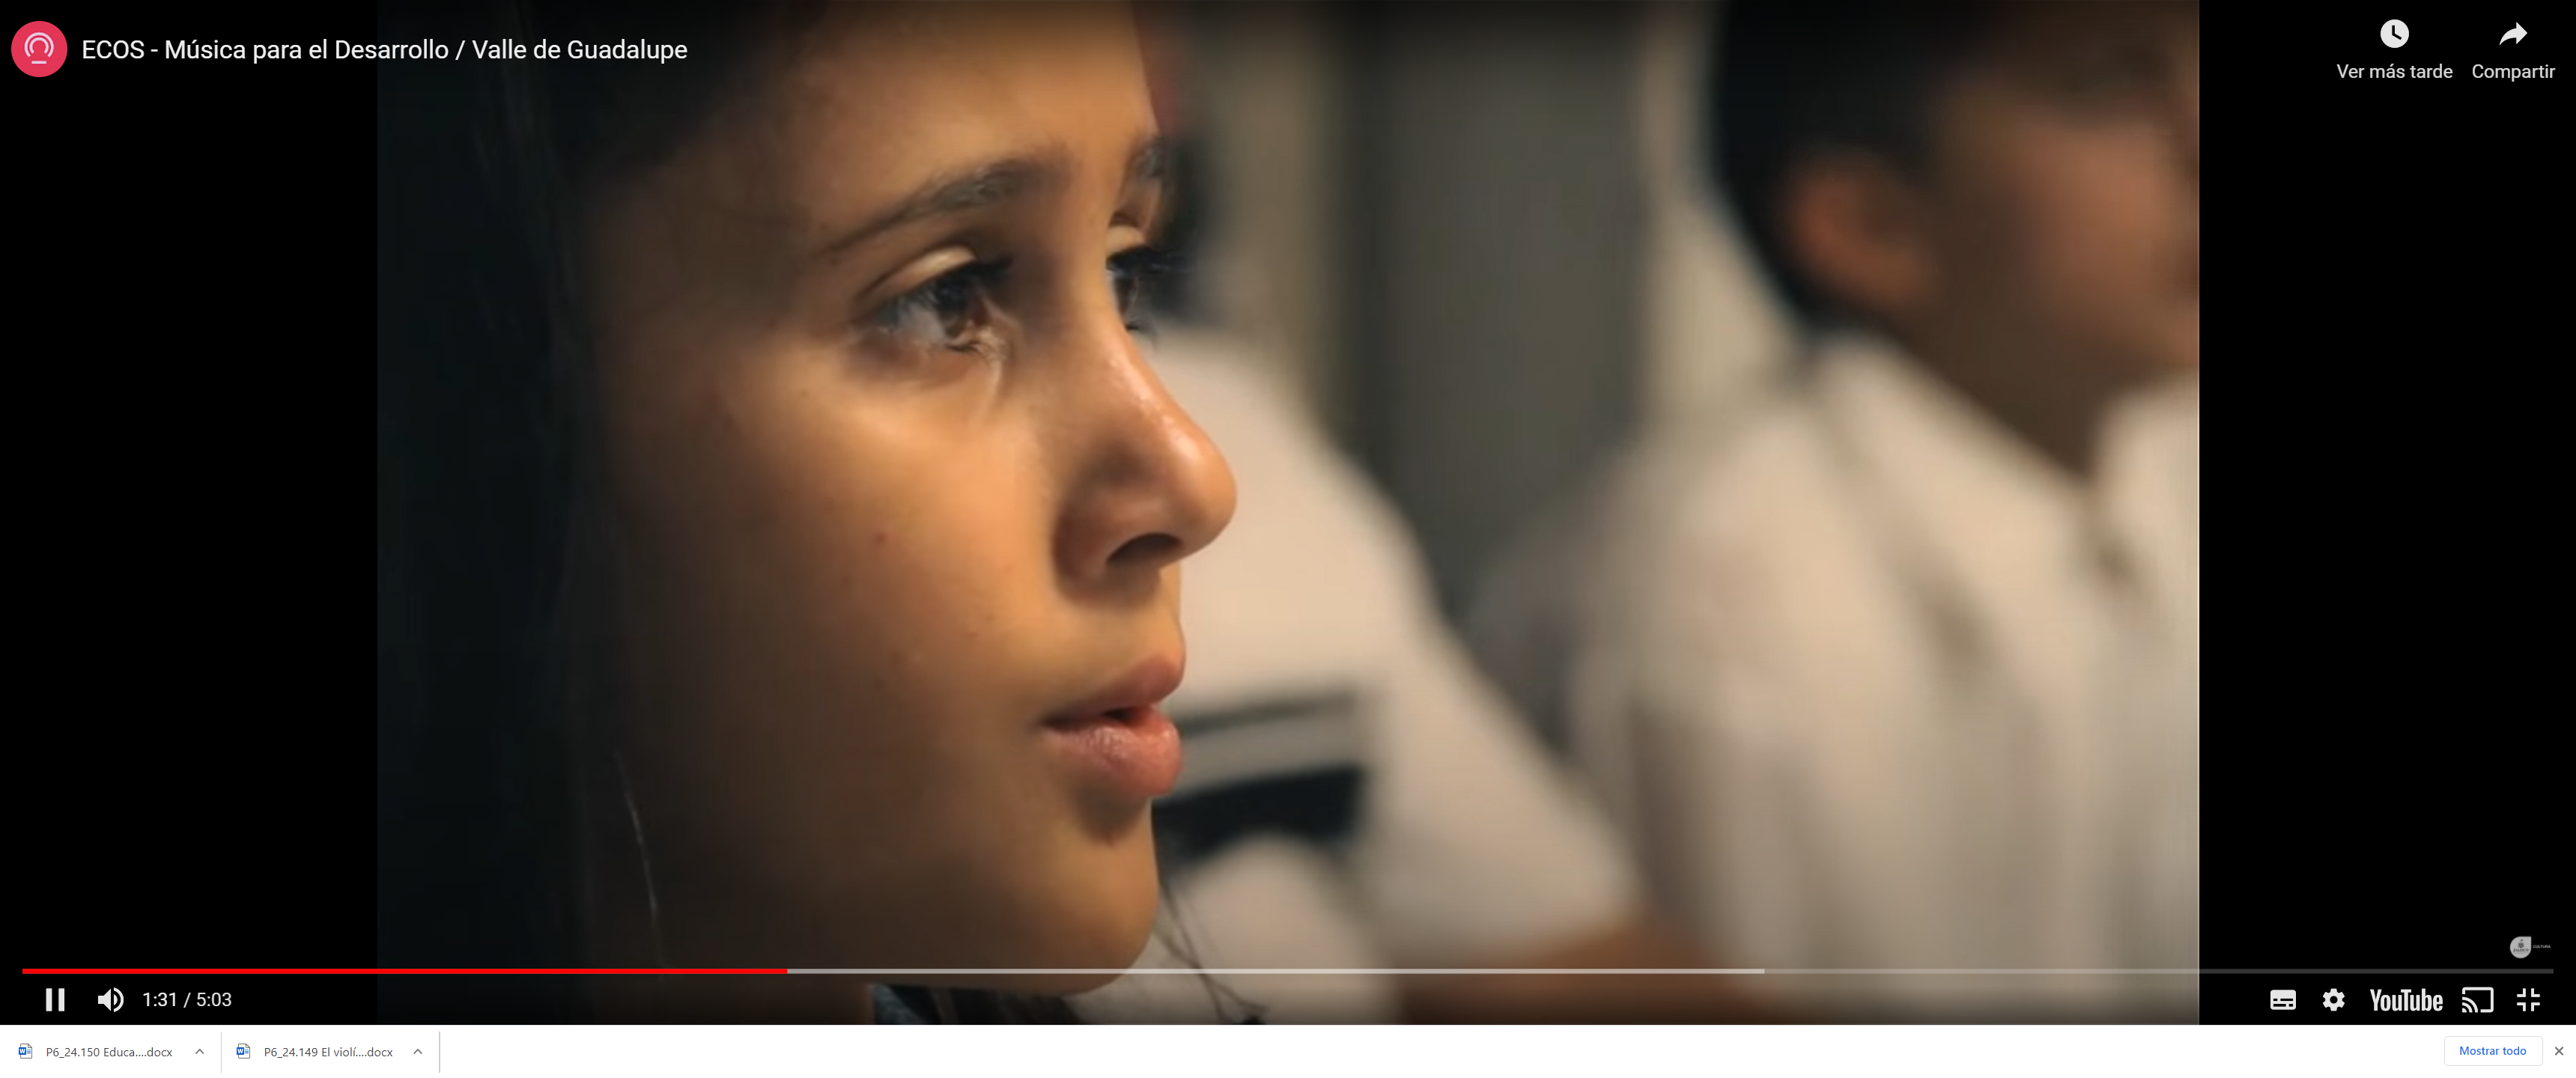 ECOS - Música para el Desarrollo / Valle de Guadalupe
Ver más tarde
Compartir
1:31 / 5:03
YouTube
P6_24.150 Educa....docx
P6_24.149 El violí....docx
Mostrar todo